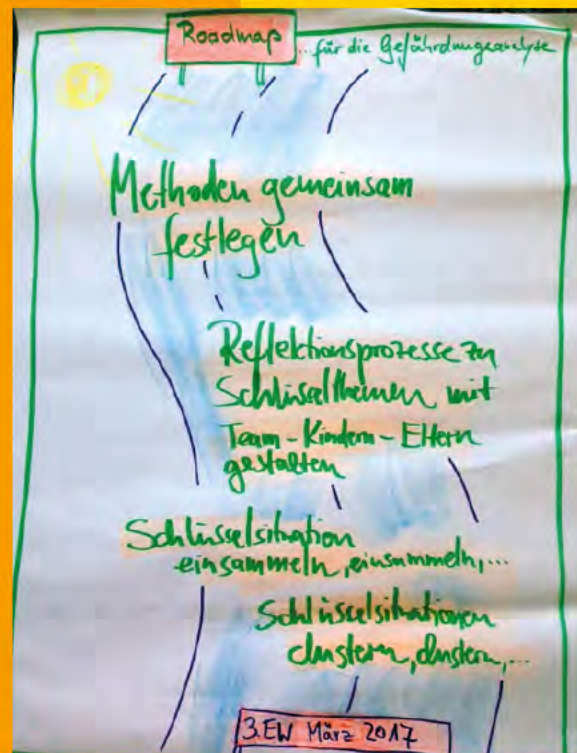 Roadmap
...für die Gefährdungsanalyse
Methoden gemeinsam
festlegen
Reflektionsprozesse zu
Schlüsselthemen mit
Team - Kindern - Eltern
gestalten
Schlüsselsituation
einsammeln, einsammeln,...
Schlüsselsituationen
clustern, clustern,...
3.EW März 2017